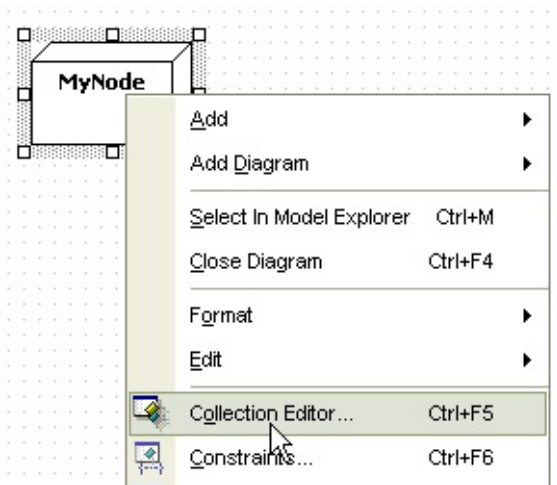 MyNode
Add
Add Diagram
Select In Model Explorer Ctrl+M
Close Diagram Ctrl+F4
Format
Edit
Collection Editor... Ctrl+F5
Constraints... Ctrl+F6